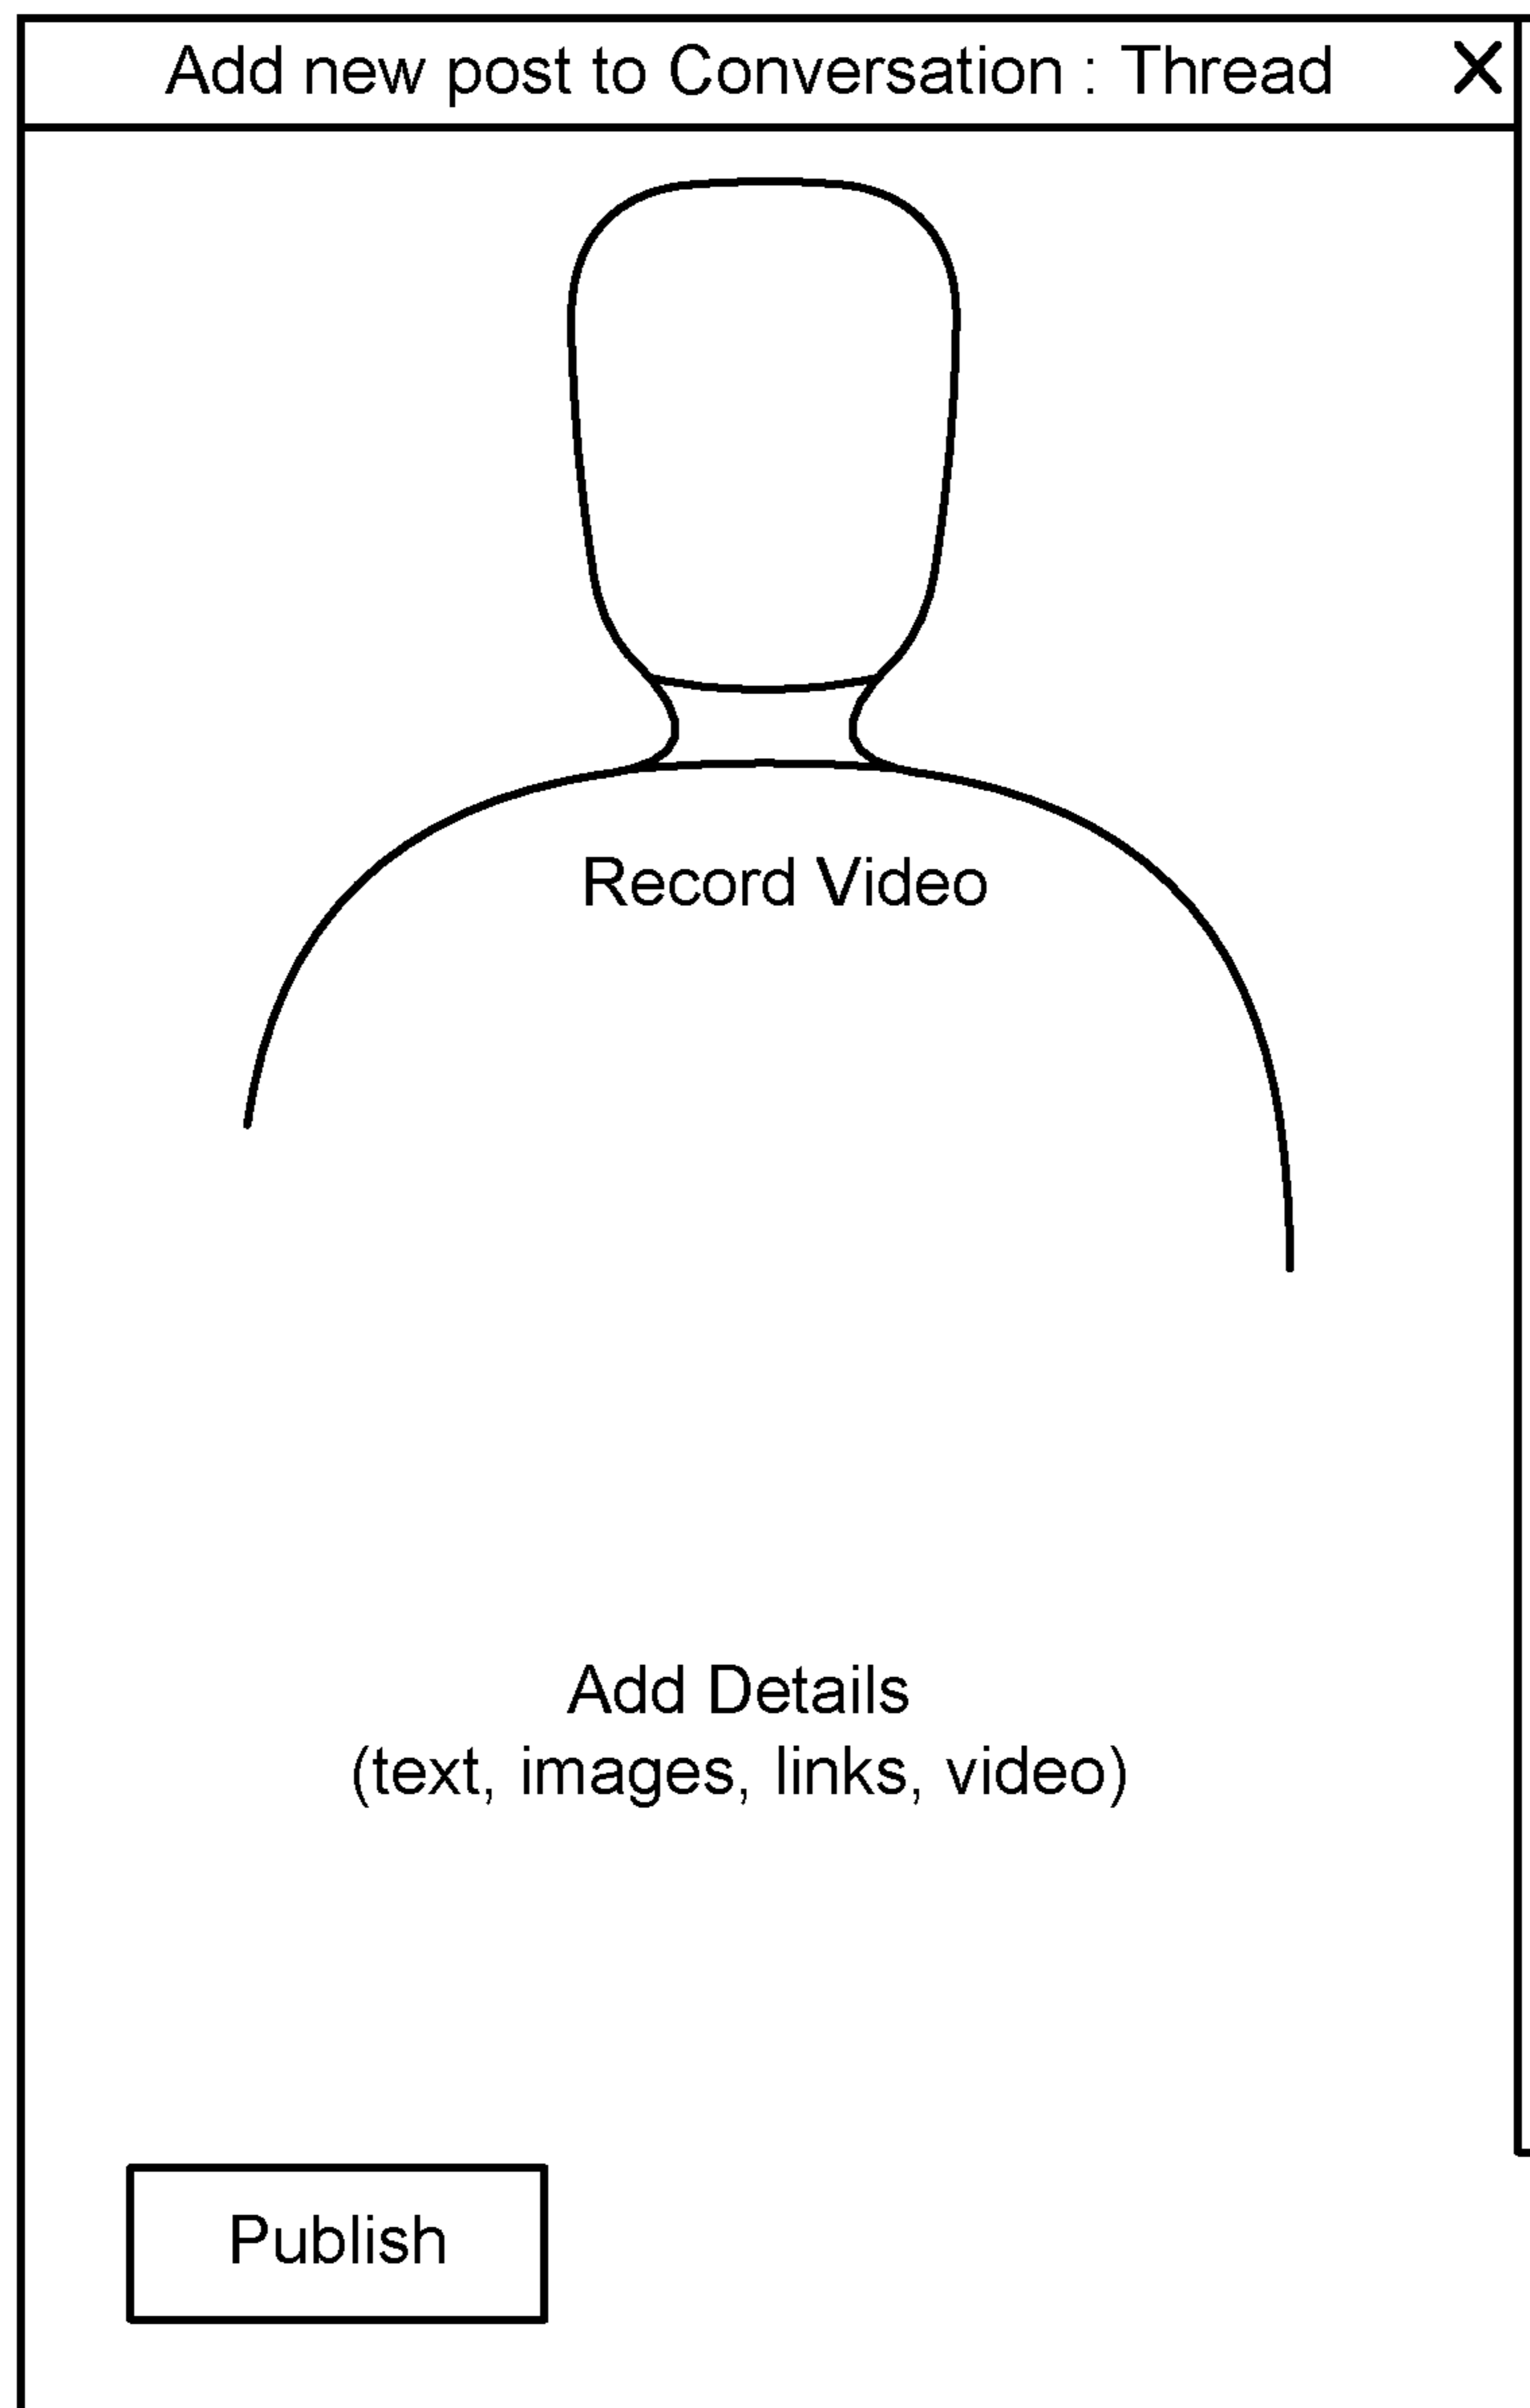 Add new post to Conversation : Thread X
Record Video
Add Details
(text, images, links, video)
Publish